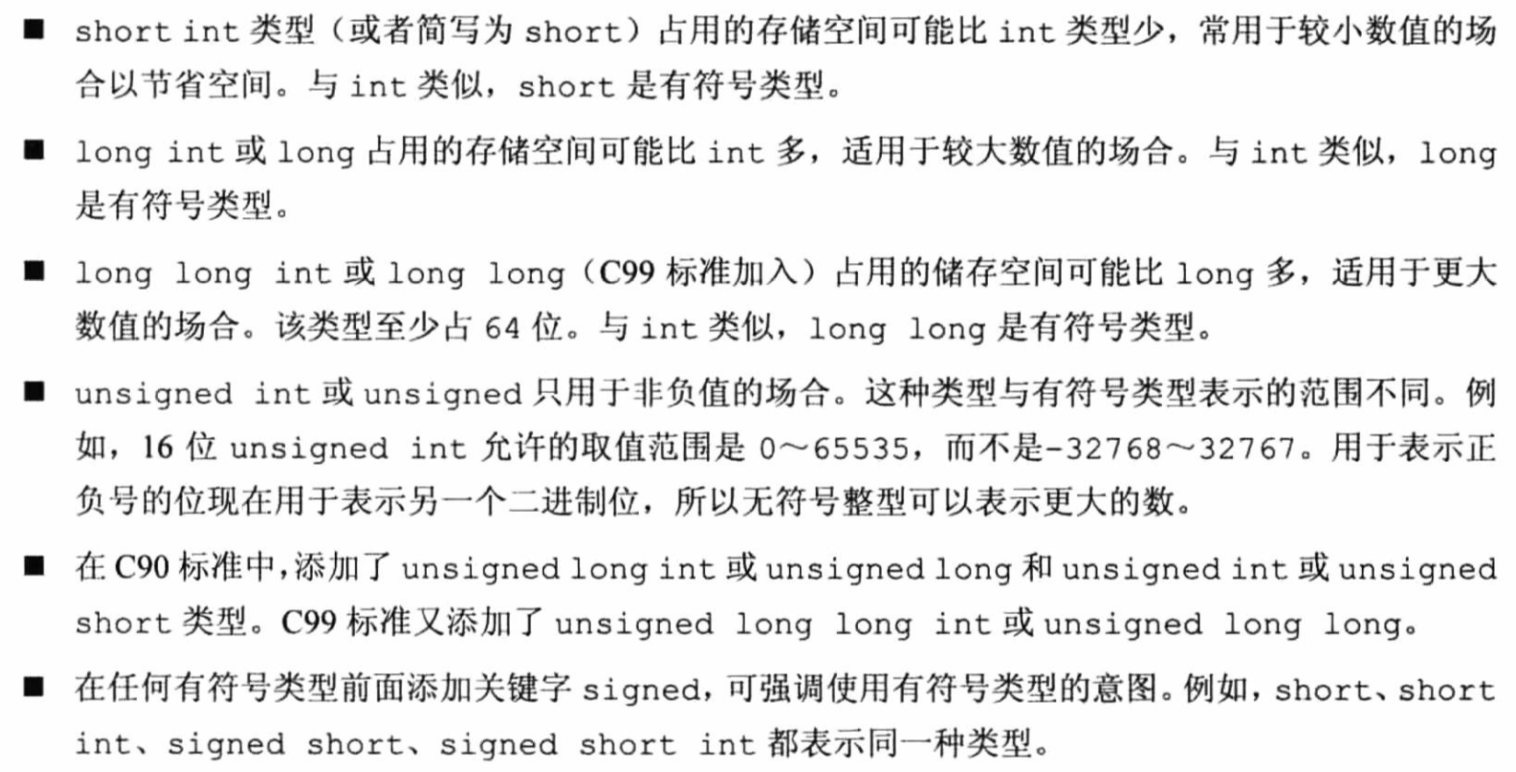 ■ short int 类型（或者简写为 short）占用的存储空间可能比 int 类型少，常用于较小数值的场
合以节省空间。与 int 类似，short 是有符号类型。
■ long int 或 long 占用的存储空间可能比 int 多，适用于较大数值的场合。与 int 类似，long
是有符号类型。
■ long long int 或 long long（C99 标准加入）占用的储存空间可能比 long 多，适用于更大
数值的场合。该类型至少占 64 位。与 int 类似，long long 是有符号类型。
■ unsigned int 或 unsigned 只用于非负值的场合。这种类型与有符号类型表示的范围不同。例
如，16 位 unsigned int 允许的取值范围是 0～65535，而不是-32768～32767。用于表示正
负号的位现在用于表示另一个二进制位，所以无符号整型可以表示更大的数。
■ 在 C90 标准中，添加了 unsigned long int 或 unsigned long 和 unsigned int 或 unsigned
short 类型。C99 标准又添加了 unsigned long long int 或 unsigned long long。
■ 在任何有符号类型前面添加关键字 signed，可强调使用有符号类型的意图。例如，short、short
int、signed short、signed short int 都表示同一种类型。